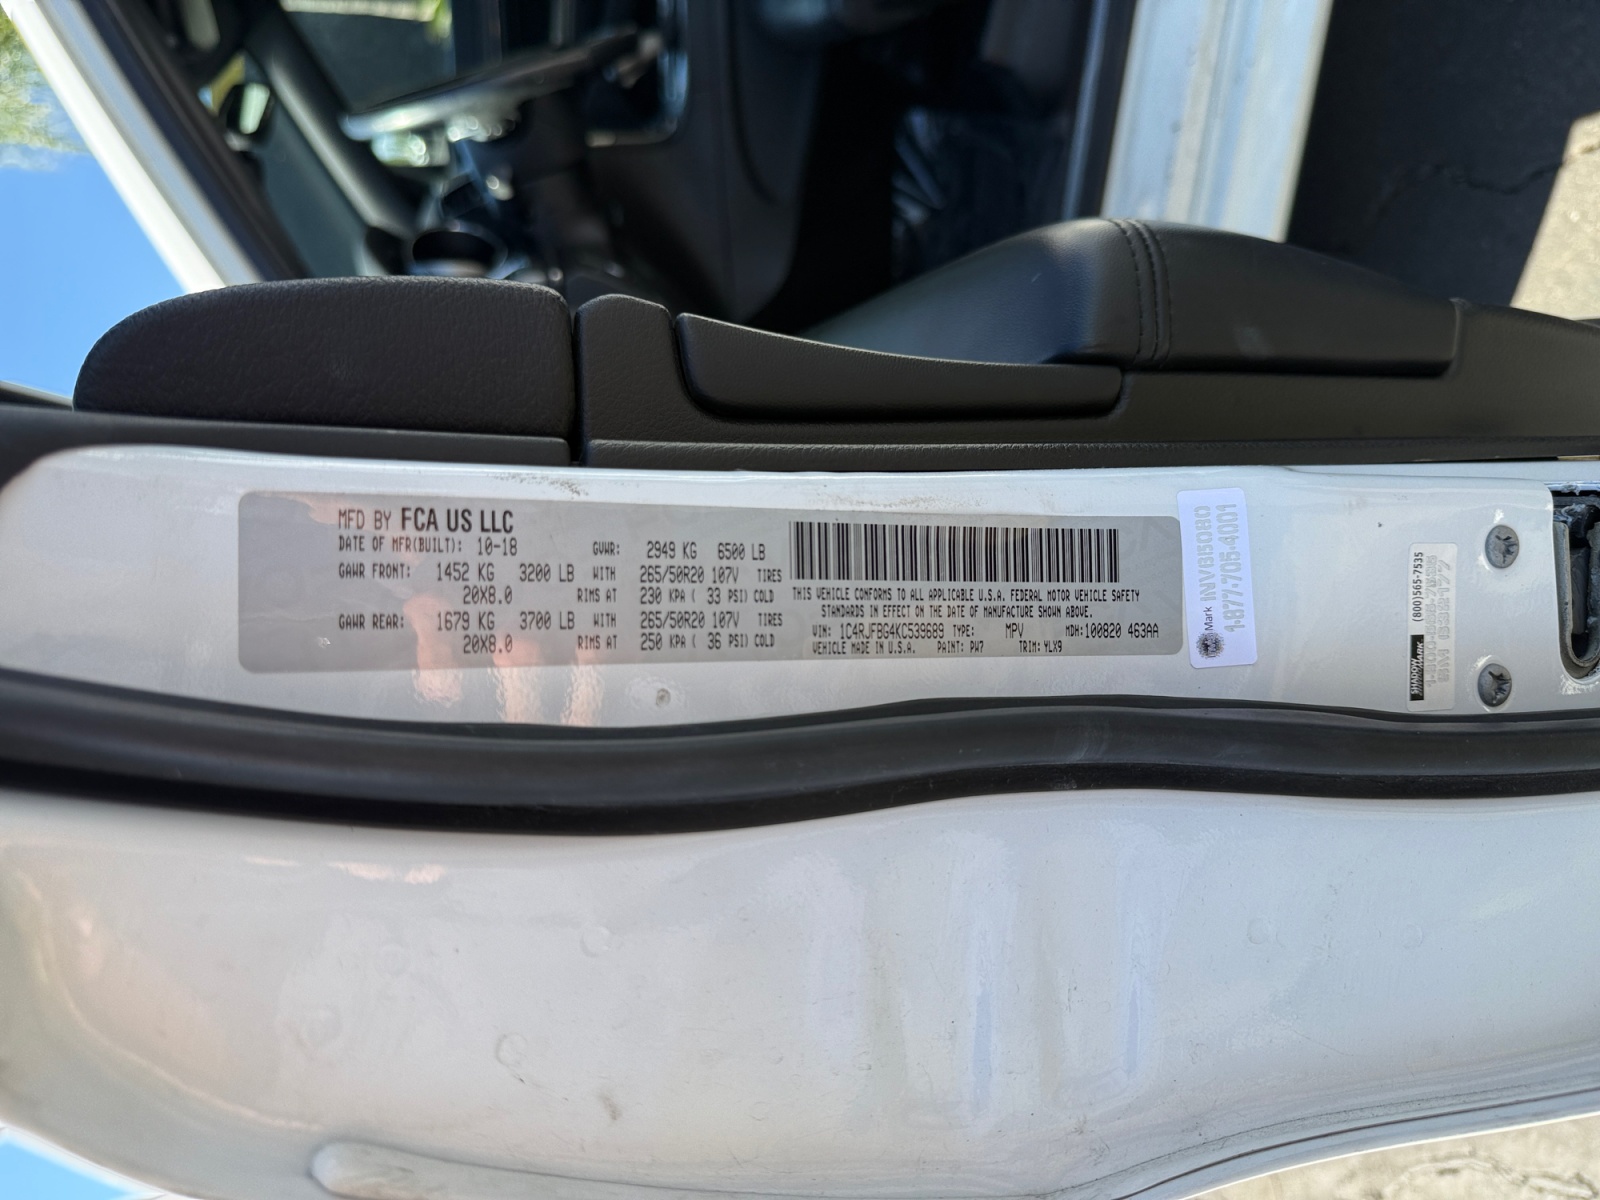 MFD BY FCA US LLC
DATE OF MFR(BUILT): 10-18 GVWR: 2949 KG 6500 LB
GAWR FRONT: 1452 KG 3200 LB WITH 265/50R20 107V TIRES
20X8.0 RIMS AT 230 KPA ( 33 PSI) COLD
GAWR REAR: 1679 KG 3700 LB WITH 265/50R20 107V TIRES
20X8.0 RIMS AT 250 KPA ( 36 PSI) COLD
THIS VEHICLE CONFORMS TO ALL APPLICABLE U.S.A. FEDERAL MOTOR VEHICLE SAFETY
STANDARDS IN EFFECT ON THE DATE OF MANUFACTURE SHOWN ABOVE.
VIN: 1C4RJFBG4KC539689 TYPE: MPV MDH:100820 463AA
VEHICLE MADE IN U.S.A. PAINT: PW7 TRIM: YLX9
Mark INVB5080
1-877-705-4001
SHADOW MARK (800)565-7535